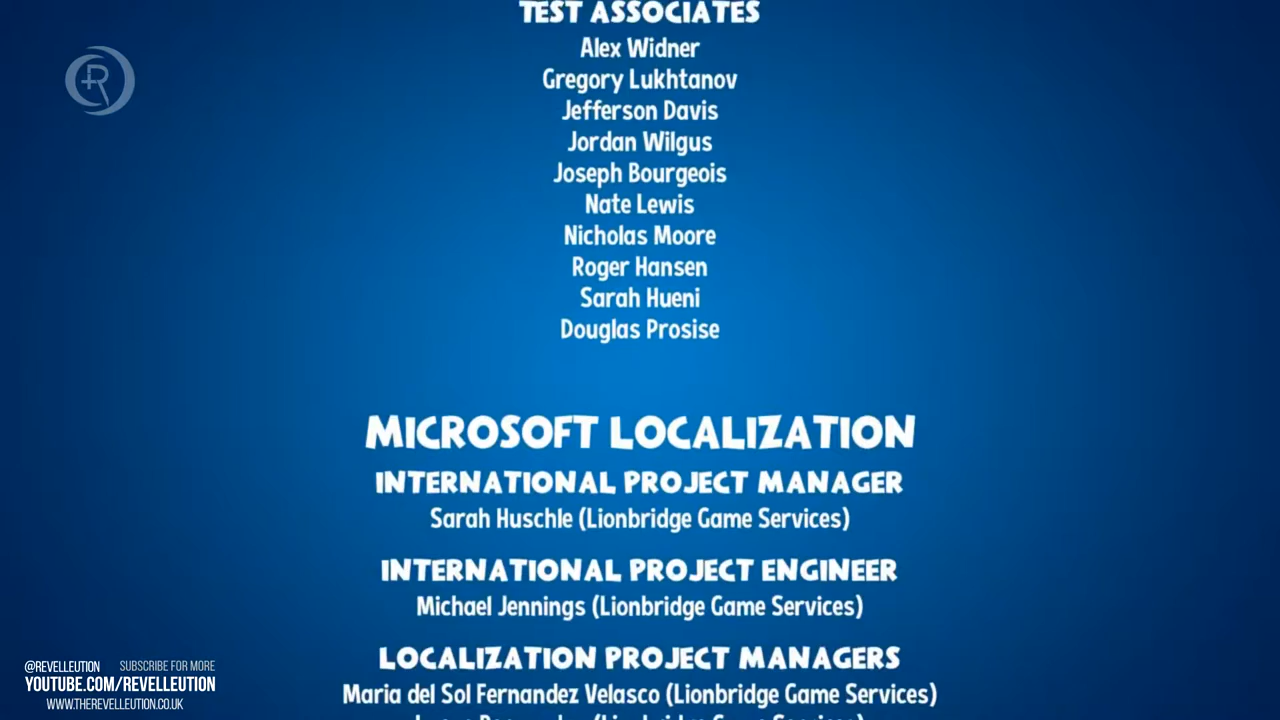 TEST ASSOCIATES
Alex Widner
Gregory Lukhtanov
Jefferson Davis
Jordan Wilgus
Joseph Bourgeois
Nate Lewis
Nicholas Moore
Roger Hansen
Sarah Hueni
Douglas Prosise
MICROSOFT LOCALIZATION
INTERNATIONAL PROJECT MANAGER
Sarah Huschle (Lionbridge Game Services)
INTERNATIONAL PROJECT ENGINEER
Michael Jennings (Lionbridge Game Services)
LOCALIZATION PROJECT MANAGERS
Maria del Sol Fernandez Velasco (Lionbridge Game Services)
@REVELLEUTION SUBSCRIBE FOR MORE
YOUTUBE.COM/REVELLEUTION
WWW.THEREVELLEUTION.CO.UK